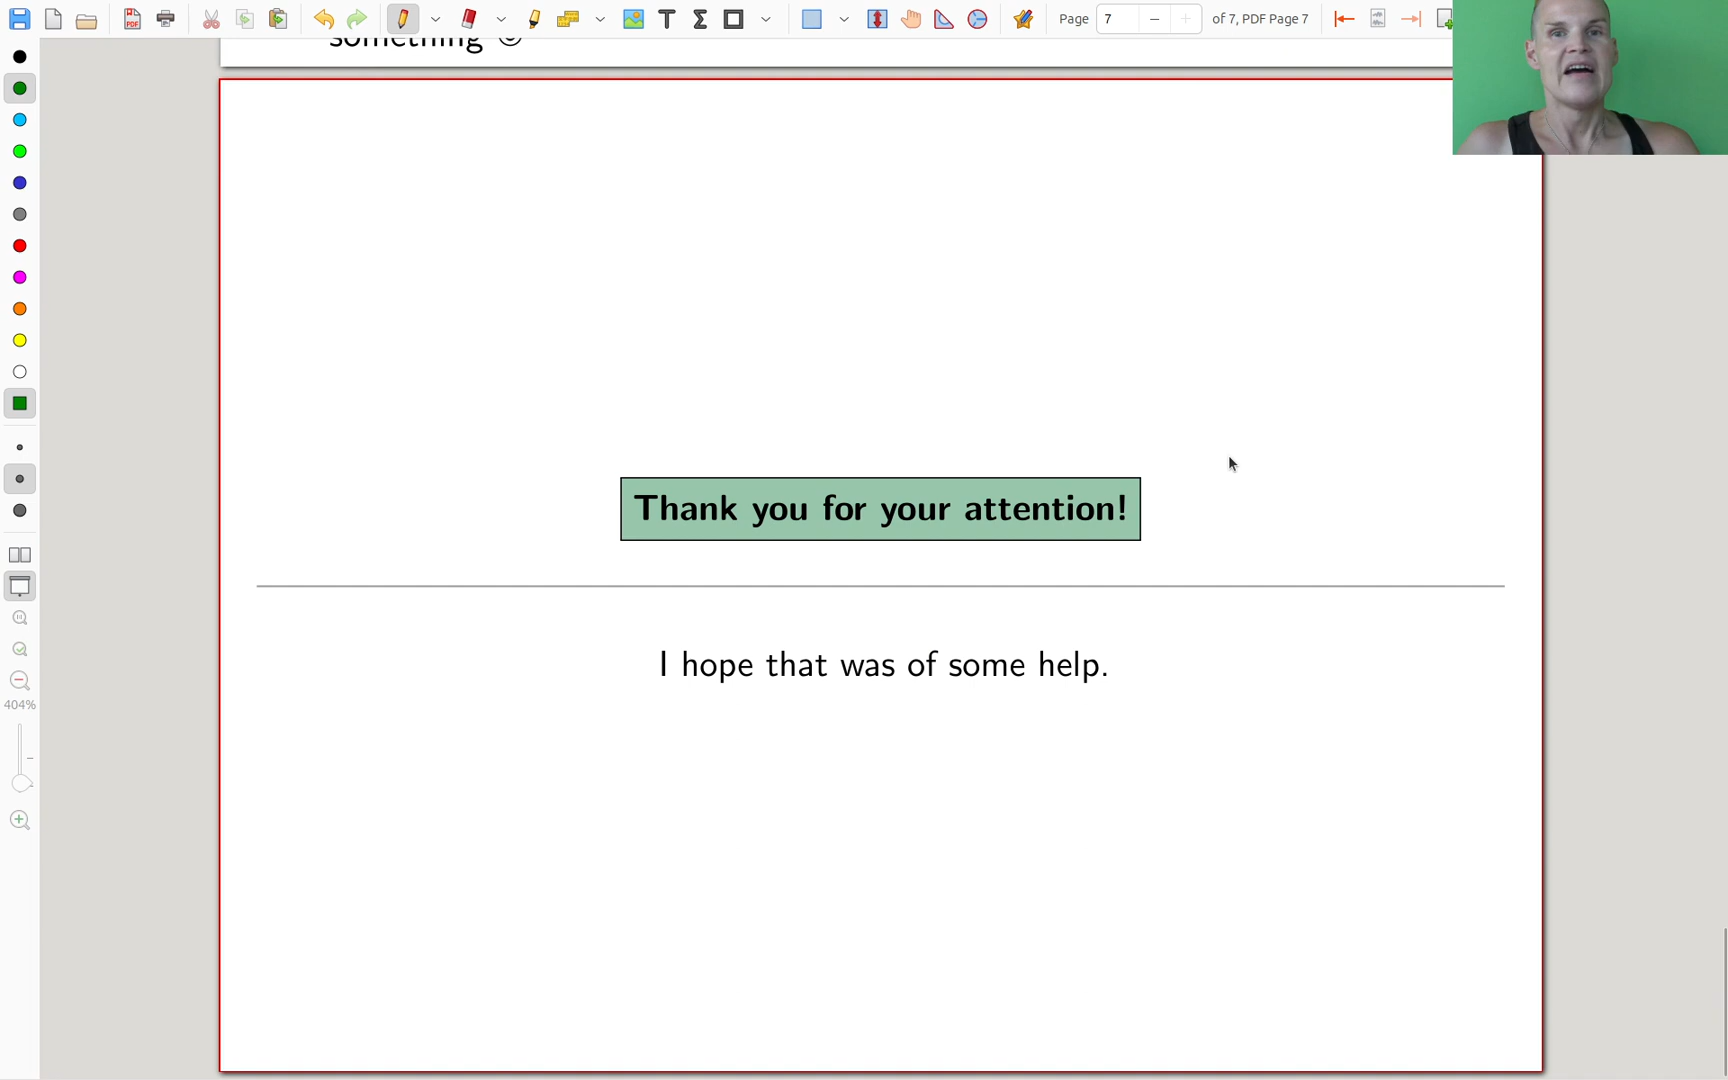 Page 7 of 7, PDF Page 7
something ☺
Thank you for your attention!
I hope that was of some help.
404%